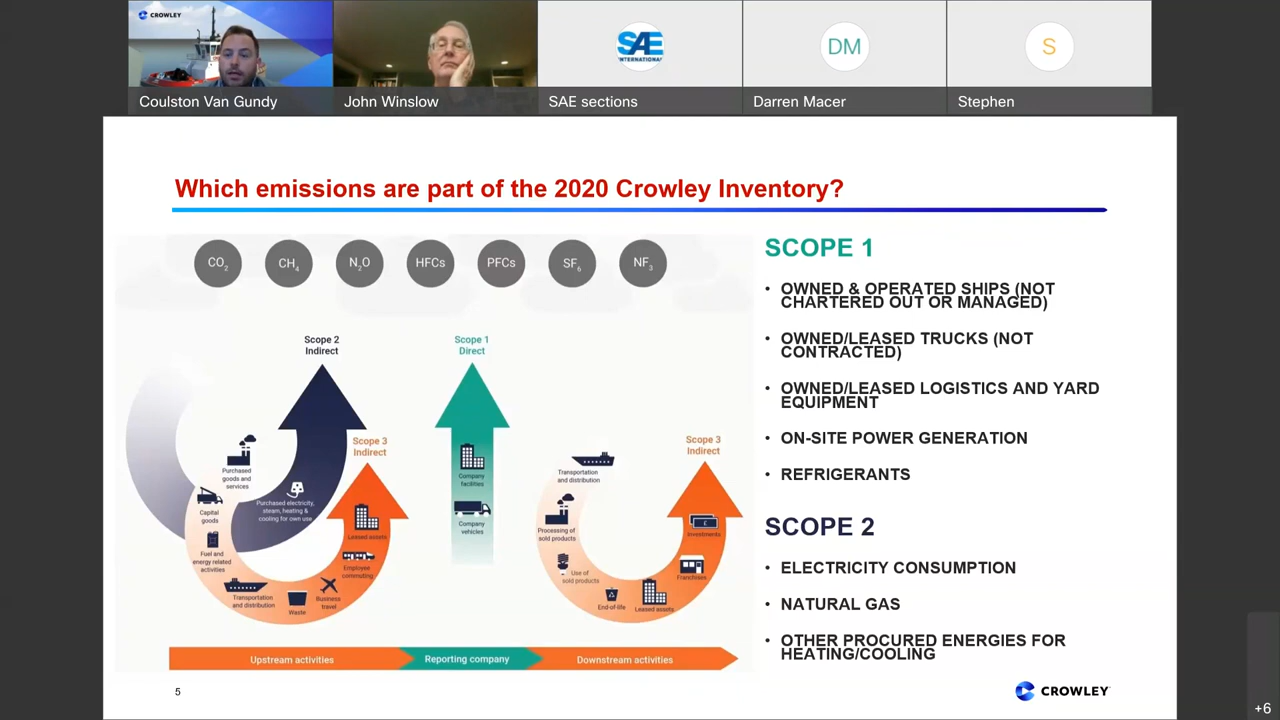 CROWLEY
SAE
INTERNATIONAL
DM
S
Coulston Van Gundy
John Winslow
SAE sections
Darren Macer
Stephen
Which emissions are part of the 2020 Crowley Inventory?
CO2
CH4
N2O
HFCs
PFCs
SF6
NF3
Scope 2
Indirect
Scope 1
Direct
Scope 3
Indirect
Scope 3
Indirect
Purchased
goods and
services
Purchased electricity,
steam, heating &
cooling for own use
Capital
goods
Fuel and
energy related
activities
Transportation
and distribution
Waste
Business
travel
Employee
commuting
Leased assets
Company
facilities
Company
vehicles
Transportation
and distribution
Processing of
sold products
Use of
sold products
End-of-life
Leased assets
Franchises
Investments
Upstream activities
Reporting company
Downstream activities
SCOPE 1
• OWNED & OPERATED SHIPS (NOT
CHARTERED OUT OR MANAGED)
• OWNED/LEASED TRUCKS (NOT
CONTRACTED)
• OWNED/LEASED LOGISTICS AND YARD
EQUIPMENT
• ON-SITE POWER GENERATION
• REFRIGERANTS
SCOPE 2
• ELECTRICITY CONSUMPTION
• NATURAL GAS
• OTHER PROCURED ENERGIES FOR
HEATING/COOLING
5
CROWLEY
+6